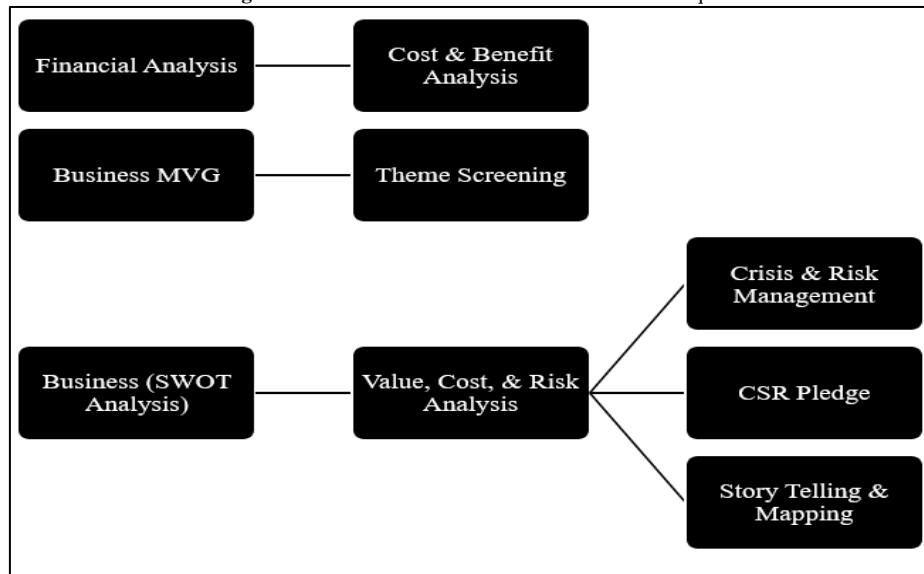 Financial Analysis
Cost & Benefit
Analysis
Business MVG
Theme Screening
Business (SWOT
Analysis)
Value, Cost, & Risk
Analysis
Crisis & Risk
Management
CSR Pledge
Story Telling &
Mapping